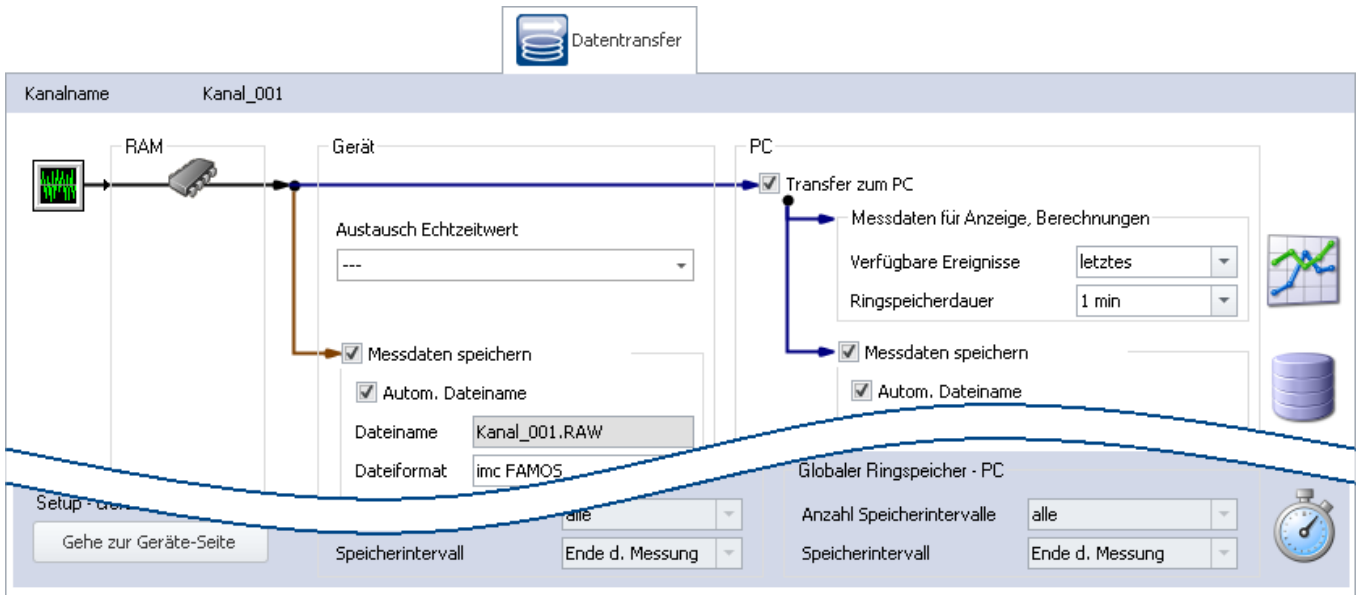 Datentransfer
Kanalname Kanal_001
RAM Gerät PC
Transfer zum PC
Austausch Echtzeitwert
---
Messdaten für Anzeige, Berechnungen
Verfügbare Ereignisse letztes
Ringspeicherdauer 1 min
Messdaten speichern
Autom. Dateiname
Dateiname Kanal_001.RAW
Dateiformat imc FAMOS
Messdaten speichern
Autom. Dateiname
Globaler Ringspeicher - PC
Setup -
Gehe zur Geräte-Seite
alle
Speicherintervall Ende d. Messung
Anzahl Speicherintervalle alle
Speicherintervall Ende d. Messung